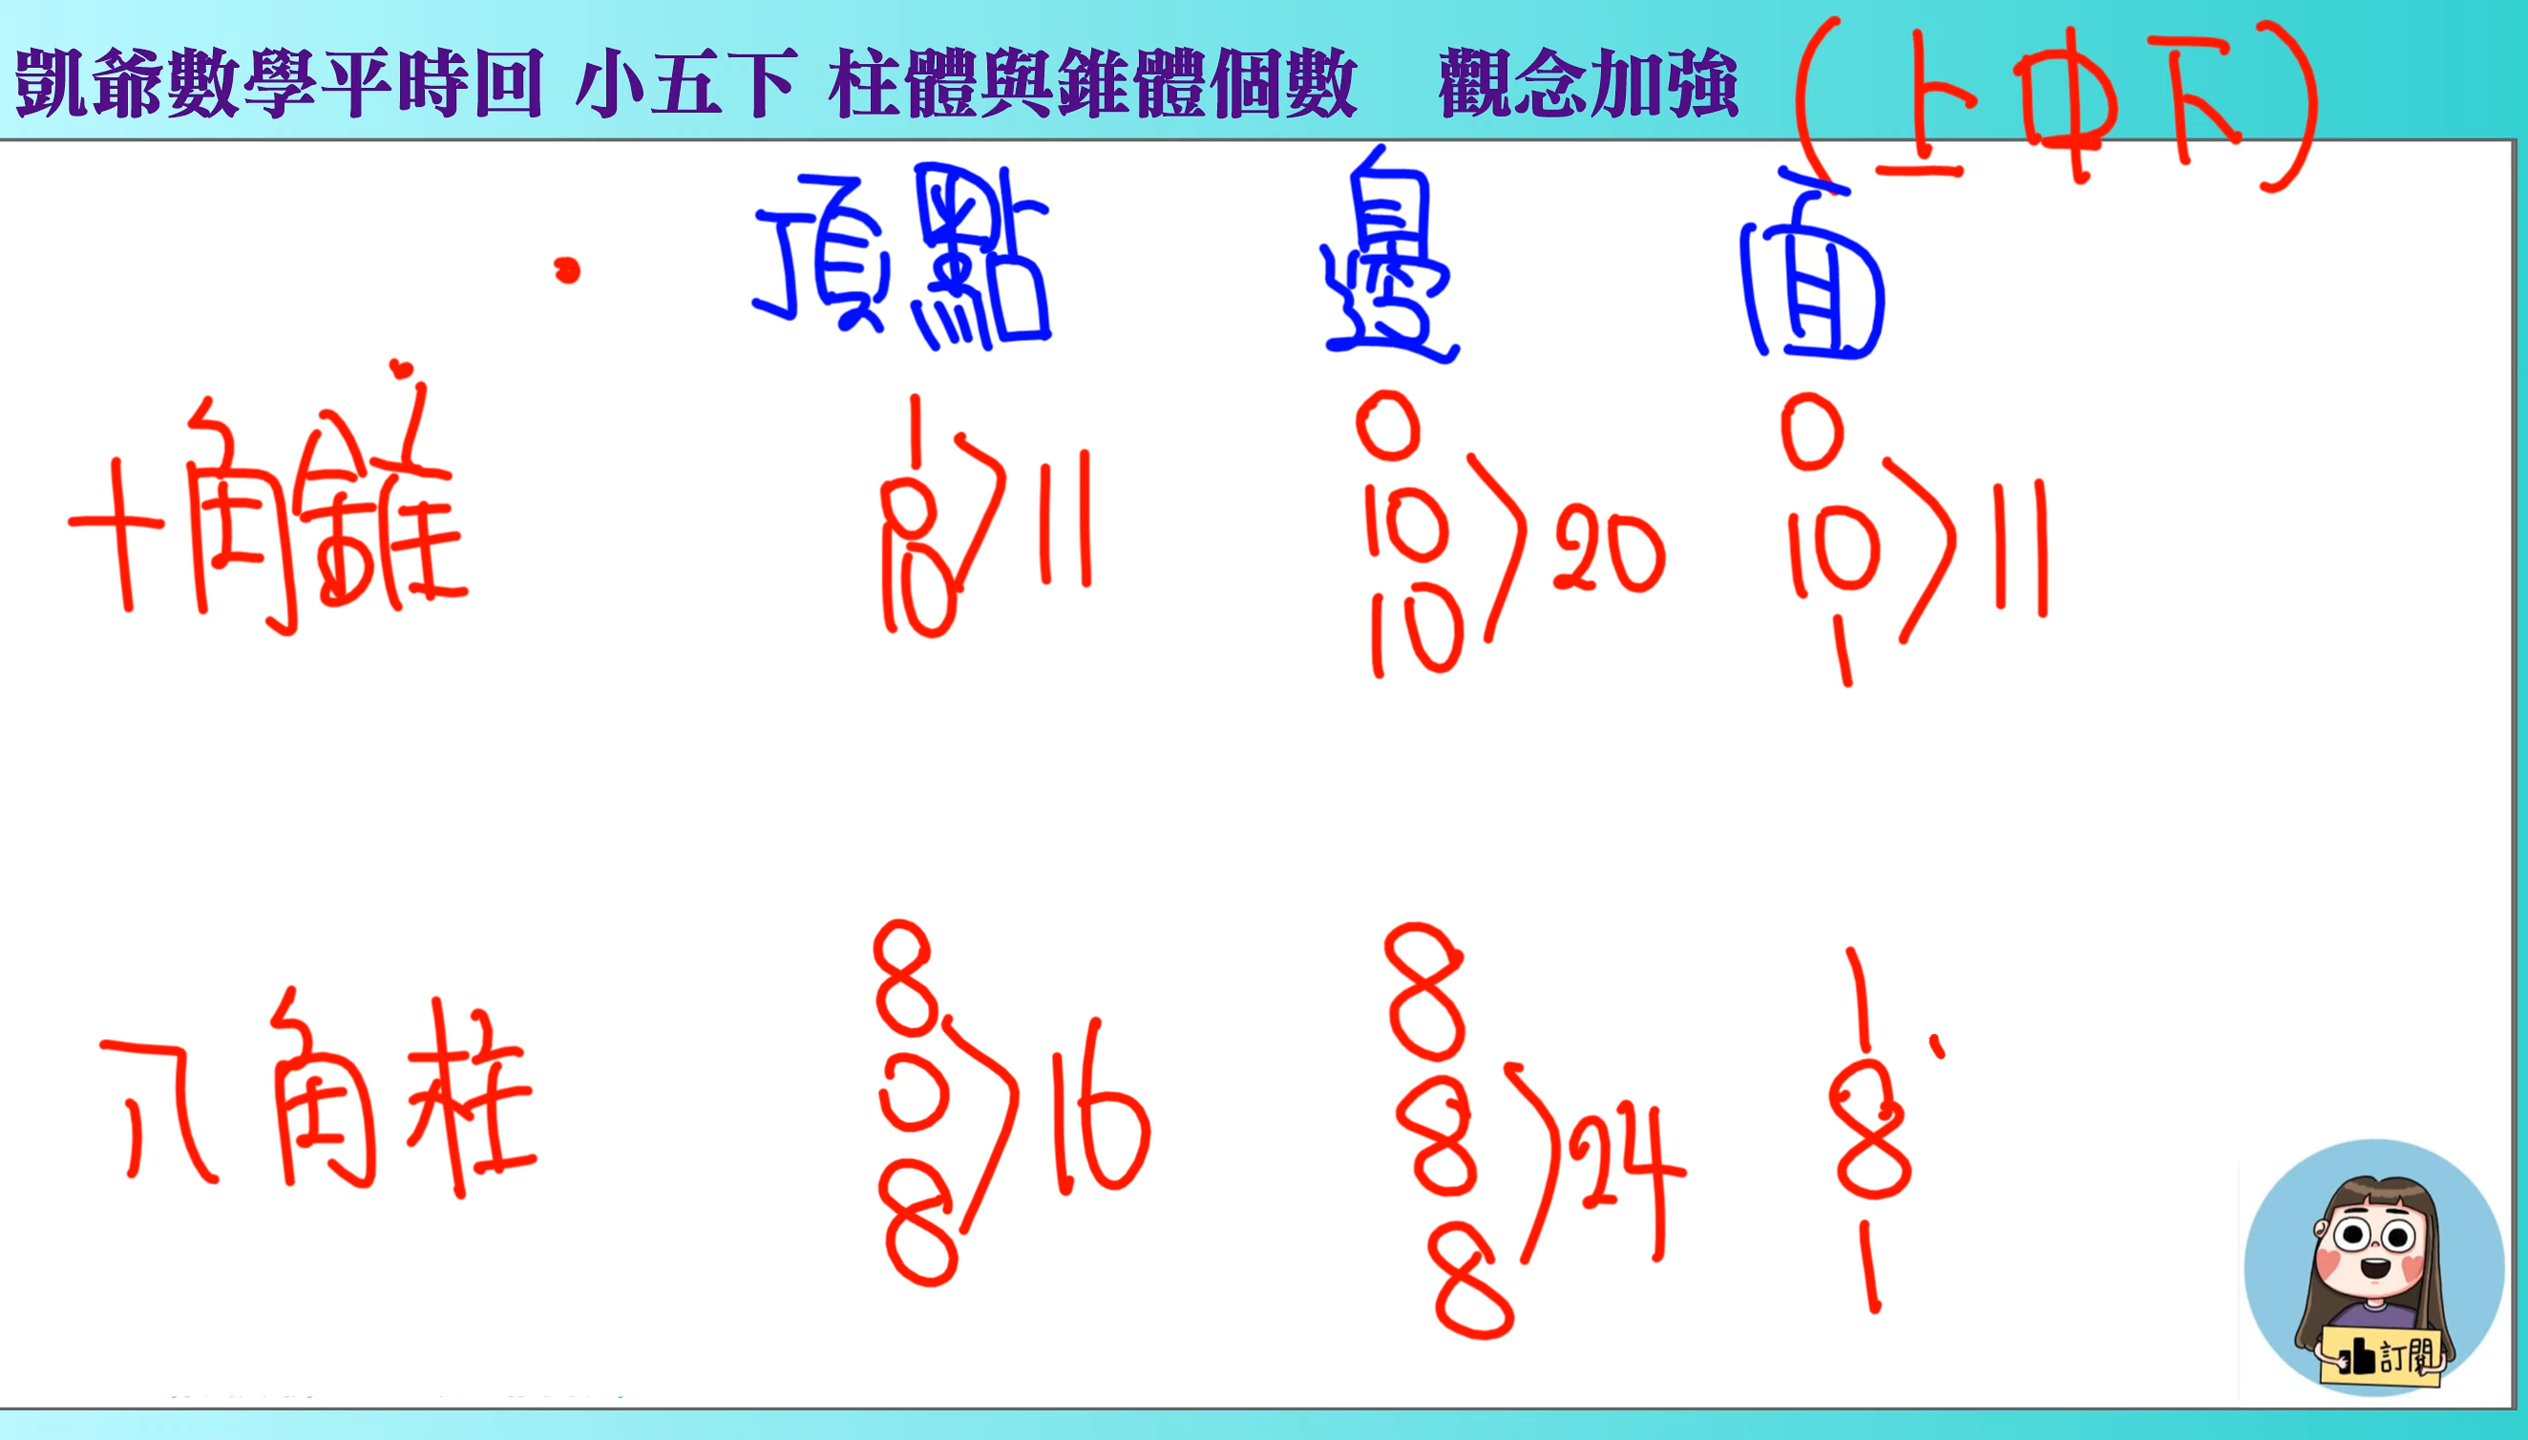 凱爺數學平時回 小五下 柱體與錐體個數 觀念加強 (上中下)
頂點 邊 面
十角錐
1 0 10 > 11
0 10 10 > 20
0 10 1 > 11
八角柱
8 0 8 > 16
8 8 8 > 24
1 8 1
訂閱